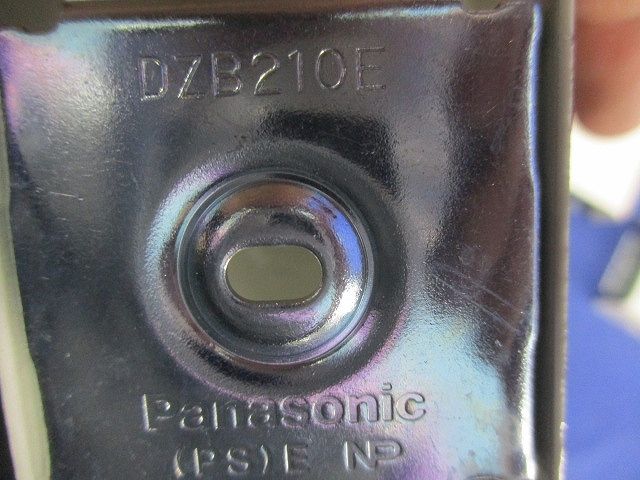 DZB210E
Panasonic
(PS)E NP